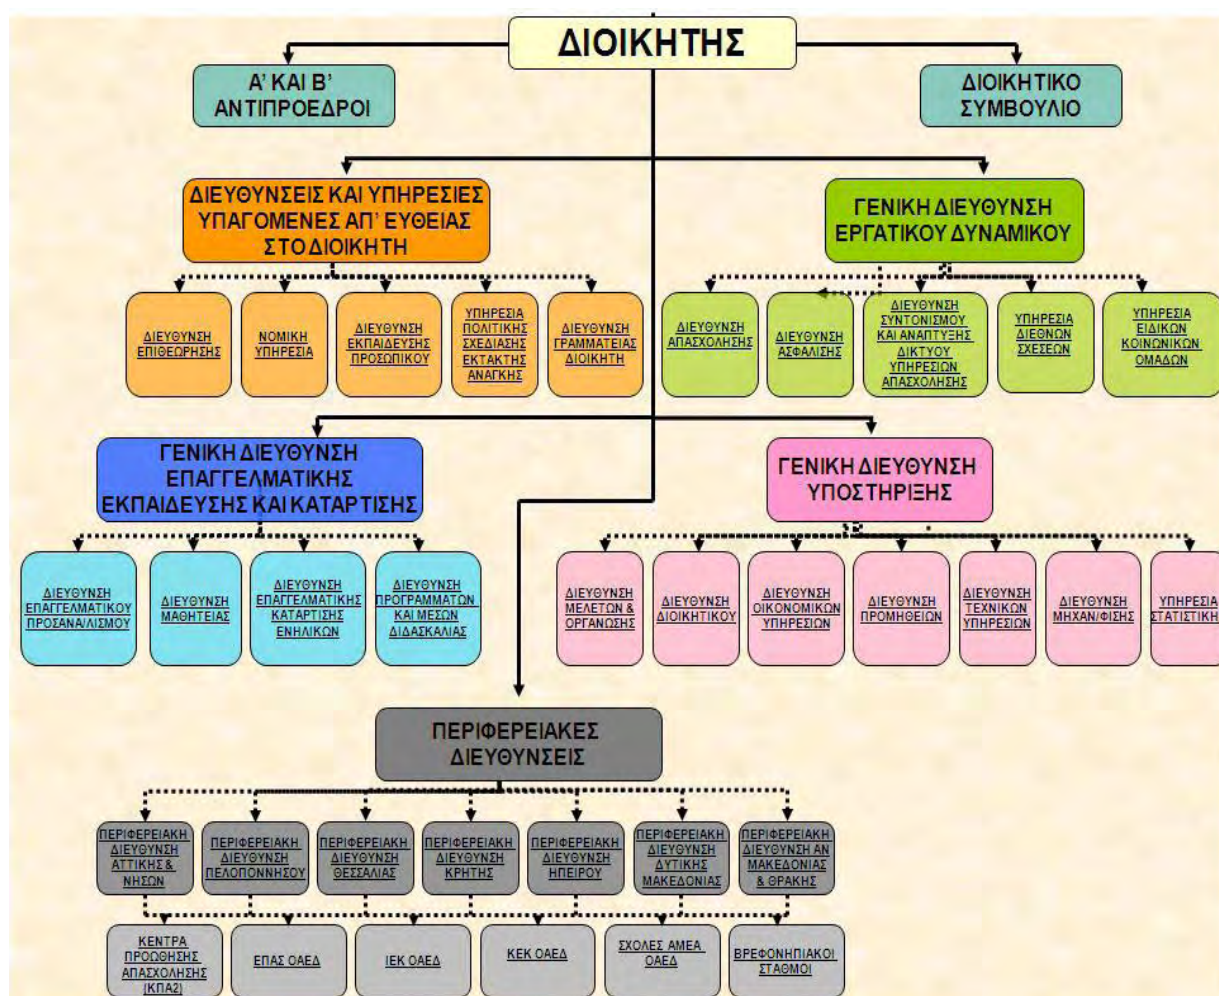 ΔΙΟΙΚΗΤΗΣ
Α' ΚΑΙ Β'
ΑΝΤΙΠΡΟΕΔΡΟΙ
ΔΙΟΙΚΗΤΙΚΟ
ΣΥΜΒΟΥΛΙΟ
ΔΙΕΥΘΥΝΣΕΙΣ ΚΑΙ ΥΠΗΡΕΣΙΕΣ
ΥΠΑΓΟΜΕΝΕΣ ΑΠ' ΕΥΘΕΙΑΣ
ΣΤΟ ΔΙΟΙΚΗΤΗ
ΓΕΝΙΚΗ ΔΙΕΥΘΥΝΣΗ
ΕΡΓΑΤΙΚΟΥ ΔΥΝΑΜΙΚΟΥ
ΔΙΕΥΘΥΝΣΗ
ΕΠΙΘΕΩΡΗΣΗΣ
ΝΟΜΙΚΗ
ΥΠΗΡΕΣΙΑ
ΔΙΕΥΘΥΝΣΗ
ΕΚΠΑΙΔΕΥΣΗΣ
ΠΡΟΣΩΠΙΚΟΥ
ΥΠΗΡΕΣΙΑ
ΠΟΛΙΤΙΚΗΣ
ΣΧΕΔΙΑΣΗΣ
ΕΚΤΑΚΤΗΣ
ΑΝΑΓΚΗΣ
ΔΙΕΥΘΥΝΣΗ
ΓΡΑΜΜΑΤΕΙΑΣ
ΔΙΟΙΚΗΤΗ
ΔΙΕΥΘΥΝΣΗ
ΑΠΑΣΧΟΛΗΣΗΣ
ΔΙΕΥΘΥΝΣΗ
ΑΣΦΑΛΙΣΗΣ
ΔΙΕΥΘΥΝΣΗ
ΣΥΝΤΟΝΙΣΜΟΥ
ΚΑΙ ΑΝΑΠΤΥΞΗΣ
ΔΙΚΤΥΟΥ
ΥΠΗΡΕΣΙΩΝ
ΑΠΑΣΧΟΛΗΣΗΣ
ΥΠΗΡΕΣΙΑ
ΔΙΕΘΝΩΝ
ΣΧΕΣΕΩΝ
ΥΠΗΡΕΣΙΑ
ΕΙΔΙΚΩΝ
ΚΟΙΝΩΝΙΚΩΝ
ΟΜΑΔΩΝ
ΓΕΝΙΚΗ ΔΙΕΥΘΥΝΣΗ
ΕΠΑΓΓΕΛΜΑΤΙΚΗΣ
ΕΚΠΑΙΔΕΥΣΗΣ ΚΑΙ ΚΑΤΑΡΤΙΣΗΣ
ΓΕΝΙΚΗ ΔΙΕΥΘΥΝΣΗ
ΥΠΟΣΤΗΡΙΞΗΣ
ΔΙΕΥΘΥΝΣΗ
ΕΠΑΓΓΕΛΜΑΤΙΚΟΥ
ΠΡΟΣΑΝΑ/ΛΙΣΜΟΥ
ΔΙΕΥΘΥΝΣΗ
ΜΑΘΗΤΕΙΑΣ
ΔΙΕΥΘΥΝΣΗ
ΕΠΑΓΓΕΛΜΑΤΙΚΗΣ
ΚΑΤΑΡΤΙΣΗΣ
ΕΝΗΛΙΚΩΝ
ΔΙΕΥΘΥΝΣΗ
ΠΡΟΓΡΑΜΜΑΤΩΝ
ΚΑΙ ΜΕΣΩΝ
ΔΙΔΑΣΚΑΛΙΑΣ
ΔΙΕΥΘΥΝΣΗ
ΜΕΛΕΤΩΝ &
ΟΡΓΑΝΩΣΗΣ
ΔΙΕΥΘΥΝΣΗ
ΔΙΟΙΚΗΤΙΚΟΥ
ΔΙΕΥΘΥΝΣΗ
ΟΙΚΟΝΟΜΙΚΩΝ
ΥΠΗΡΕΣΙΩΝ
ΔΙΕΥΘΥΝΣΗ
ΠΡΟΜΗΘΕΙΩΝ
ΔΙΕΥΘΥΝΣΗ
ΤΕΧΝΙΚΩΝ
ΥΠΗΡΕΣΙΩΝ
ΔΙΕΥΘΥΝΣΗ
ΜΗΧΑΝ/ΦΙΣΗΣ
ΥΠΗΡΕΣΙΑ
ΣΤΑΤΙΣΤΙΚΗ
ΠΕΡΙΦΕΡΕΙΑΚΕΣ
ΔΙΕΥΘΥΝΣΕΙΣ
ΠΕΡΙΦΕΡΕΙΑΚΗ
ΔΙΕΥΘΥΝΣΗ
ΑΤΤΙΚΗΣ &
ΝΗΣΩΝ
ΠΕΡΙΦΕΡΕΙΑΚΗ
ΔΙΕΥΘΥΝΣΗ
ΠΕΛΟΠΟΝΝΗΣΟΥ
ΠΕΡΙΦΕΡΕΙΑΚΗ
ΔΙΕΥΘΥΝΣΗ
ΘΕΣΣΑΛΙΑΣ
ΠΕΡΙΦΕΡΕΙΑΚΗ
ΔΙΕΥΘΥΝΣΗ
ΚΡΗΤΗΣ
ΠΕΡΙΦΕΡΕΙΑΚΗ
ΔΙΕΥΘΥΝΣΗ
ΗΠΕΙΡΟΥ
ΠΕΡΙΦΕΡΕΙΑΚΗ
ΔΙΕΥΘΥΝΣΗ
ΔΥΤΙΚΗΣ
ΜΑΚΕΔΟΝΙΑΣ
ΠΕΡΙΦΕΡΕΙΑΚΗ
ΔΙΕΥΘΥΝΣΗ ΑΝ
ΜΑΚΕΔΟΝΙΑΣ
& ΘΡΑΚΗΣ
ΚΕΝΤΡΑ
ΠΡΟΩΘΗΣΗΣ
ΑΠΑΣΧΟΛΗΣΗΣ
(ΚΠΑ2)
ΕΠΑΣ ΟΑΕΔ
ΙΕΚ ΟΑΕΔ
ΚΕΚ ΟΑΕΔ
ΣΧΟΛΕΣ ΑΜΕΑ
ΟΑΕΔ
ΒΡΕΦΟΝΗΠΙΑΚΟΙ
ΣΤΑΘΜΟΙ